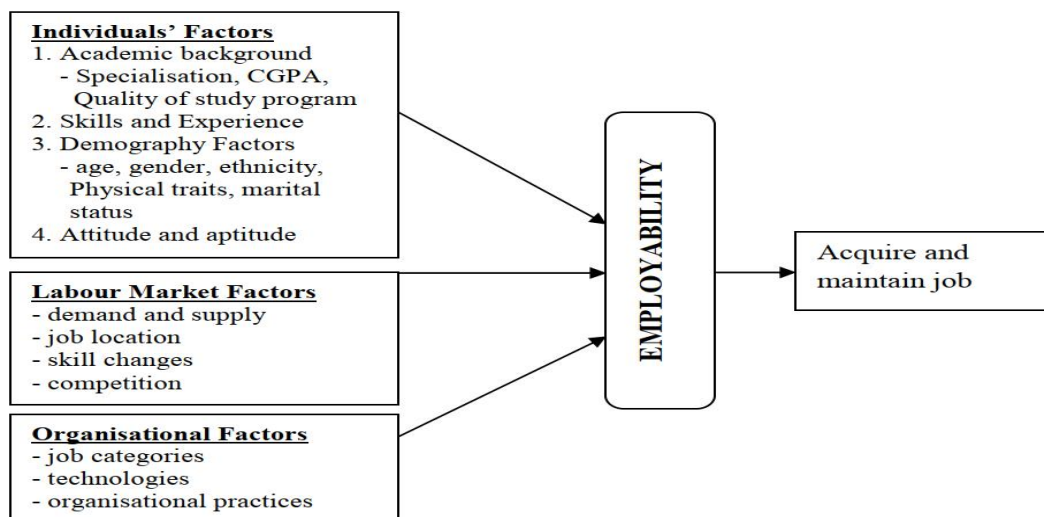 Individuals' Factors
1. Academic background
- Specialisation, CGPA,
Quality of study program
2. Skills and Experience
3. Demography Factors
- age, gender, ethnicity,
Physical traits, marital
status
4. Attitude and aptitude
Labour Market Factors
- demand and supply
- job location
- skill changes
- competition
Organisational Factors
- job categories
- technologies
- organisational practices
EMPLOYABILITY
Acquire and
maintain job